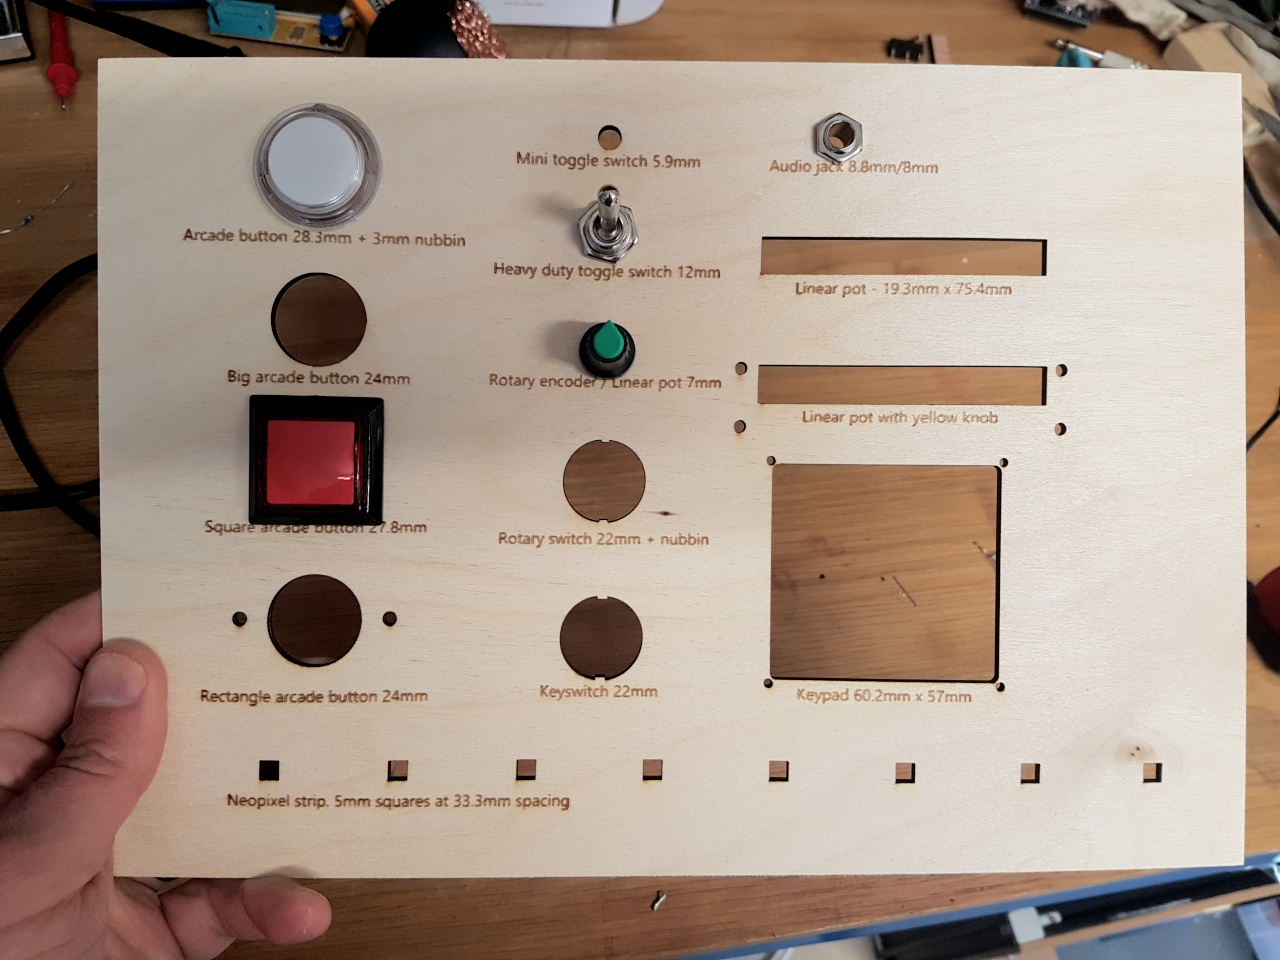 Arcade button 28.3mm + 3mm nubbin
Big arcade button 24mm
Square arcade button 27.8mm
Rectangle arcade button 24mm
Mini toggle switch 5.9mm
Heavy duty toggle switch 12mm
Rotary encoder / Linear pot 7mm
Rotary switch 22mm + nubbin
Keyswitch 22mm
Audio jack 8.8mm/8mm
Linear pot - 19.3mm x 75.4mm
Linear pot with yellow knob
Keypad 60.2mm x 57mm
Neopixel strip. 5mm squares at 33.3mm spacing